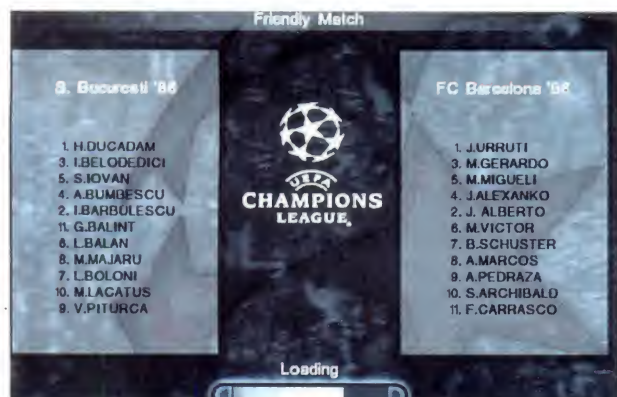 Friendly Match
S. Bucuresti '86
1. H.DUCADAM
3. I.BELODEDICI
5. S.IOVAN
4. A.BUMBESCU
2. I.BARBULESCU
11. G.BALINT
6. L.BALAN
8. M.MAJARU
7. L.BOLONI
10. M.LACATUS
9. V.PITURCA
UEFA
CHAMPIONS
LEAGUE
FC Barcelona '86
1. J.URRUTI
3. M.GERARDO
5. M.MIGUELI
4. J.ALEXANKO
2. J. ALBERTO
6. M.VICTOR
7. B.SCHUSTER
8. A.MARCOS
9. A.PEDRAZA
10. S.ARCHIBALD
11. F.CARRASCO
Loading